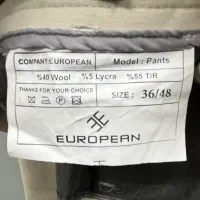 COMPANY:EUROPEAN Model : Pants
%40 Wool %5 Lycra %55 T/R
THANKS FOR YOUR CHOICE
SIZE : 36/48
EUROPEAN